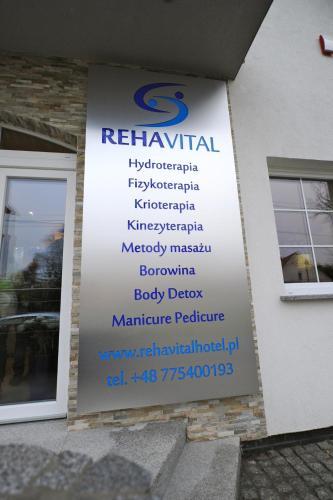 REHAVITAL
Hydroterapia
Fizykoterapia
Krioterapia
Kinezyterapia
Metody masażu
Borowina
Body Detox
Manicure Pedicure
www.rehavitalhotel.pl
tel. +48 775400193